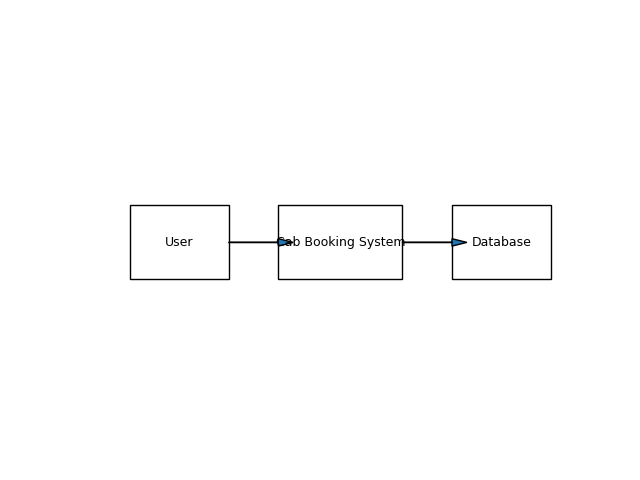 User
Cab Booking System
Database